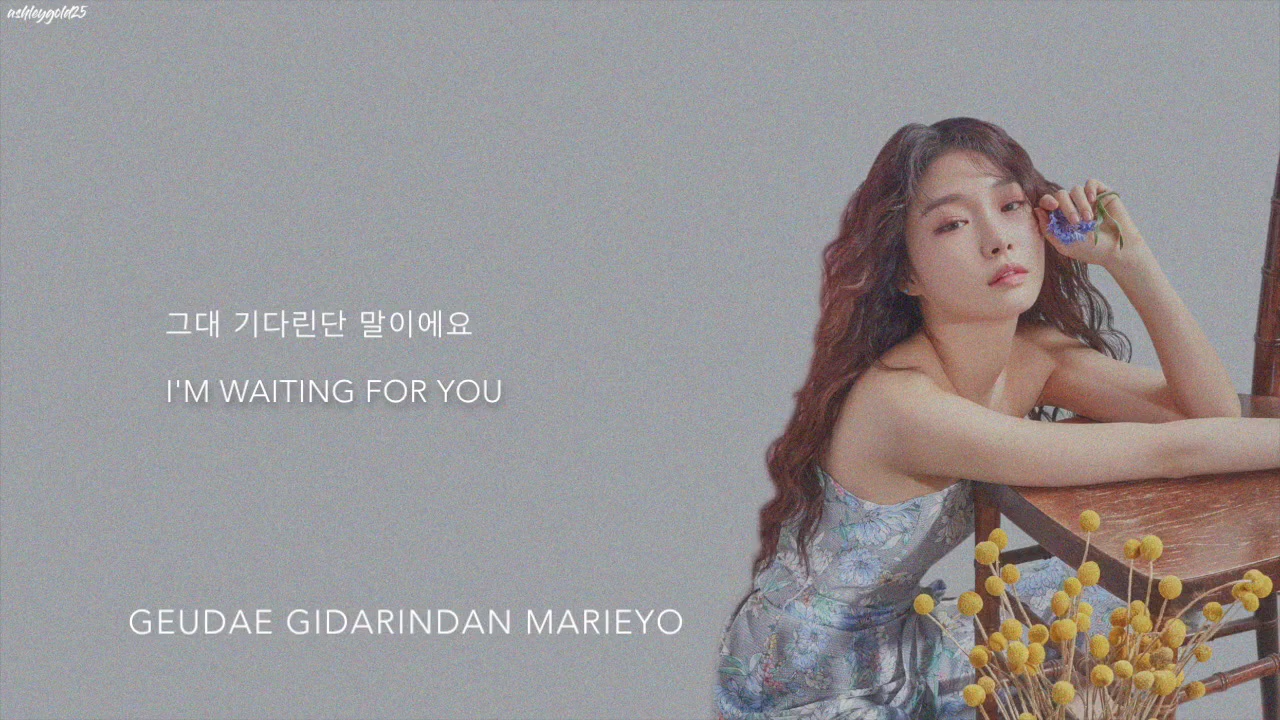 ashleygold25
그대 기다린단 말이에요
I'M WAITING FOR YOU
GEUDAE GIDARINDAN MARIEYO